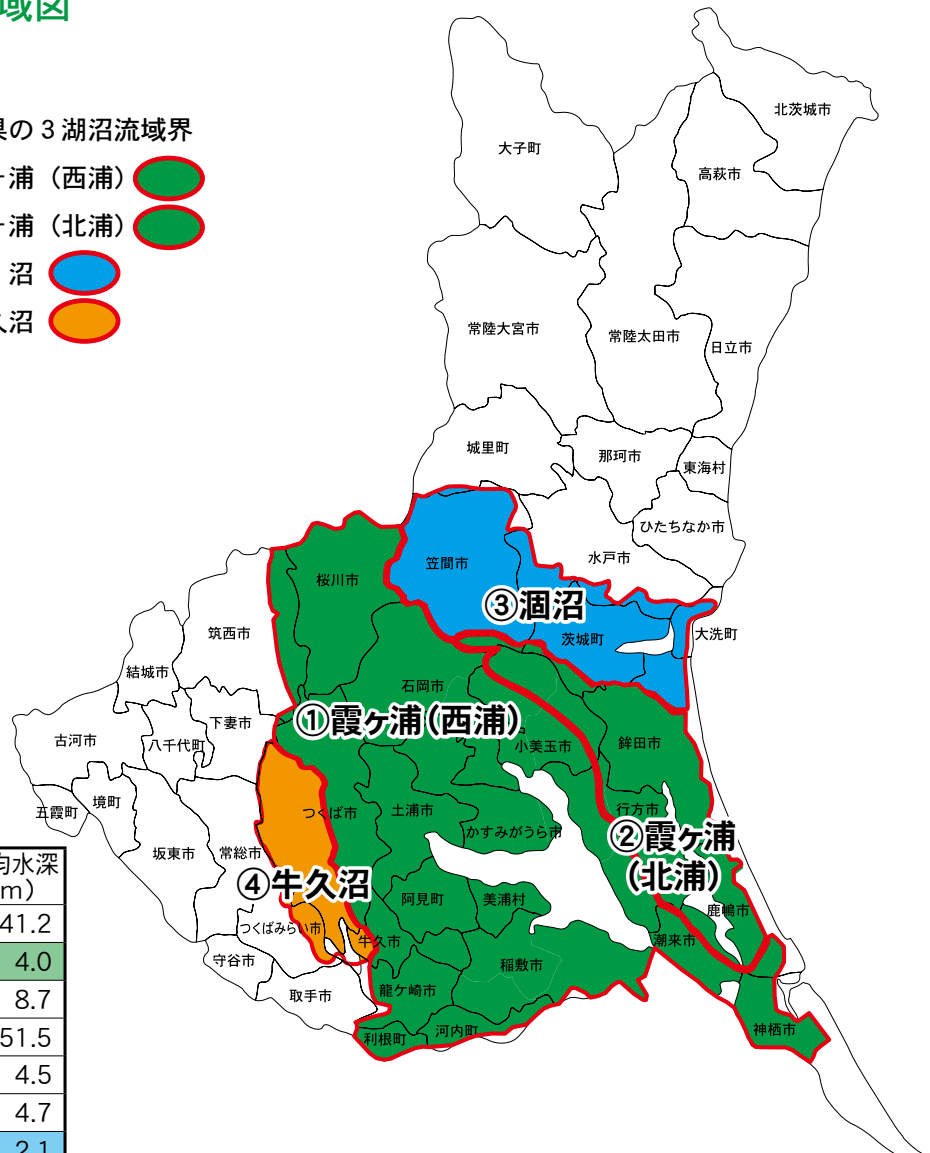 域図
県の3湖沼流域界
浦（西浦）
浦（北浦）
沼
久沼
北茨城市
大子町
高萩市
常陸大宮市
常陸太田市
日立市
城里町
那珂市
東海村
ひたちなか市
水戸市
笠間市
桜川市
③涸沼
茨城町
大洗町
筑西市
結城市
石岡市
下妻市
①霞ヶ浦（西浦）
古河市
八千代町
小美玉市
鉾田市
五霞町
境町
つくば市
土浦市
行方市
かすみがうら市
②霞ヶ浦
（北浦）
坂東市
常総市
④牛久沼
阿見町
美浦村
鹿嶋市
つくばみらい市
牛久市
潮来市
守谷市
稲敷市
取手市
龍ケ崎市
利根町
河内町
神栖市
均水深
m）
41.2
4.0
8.7
51.5
4.5
4.7
2.1